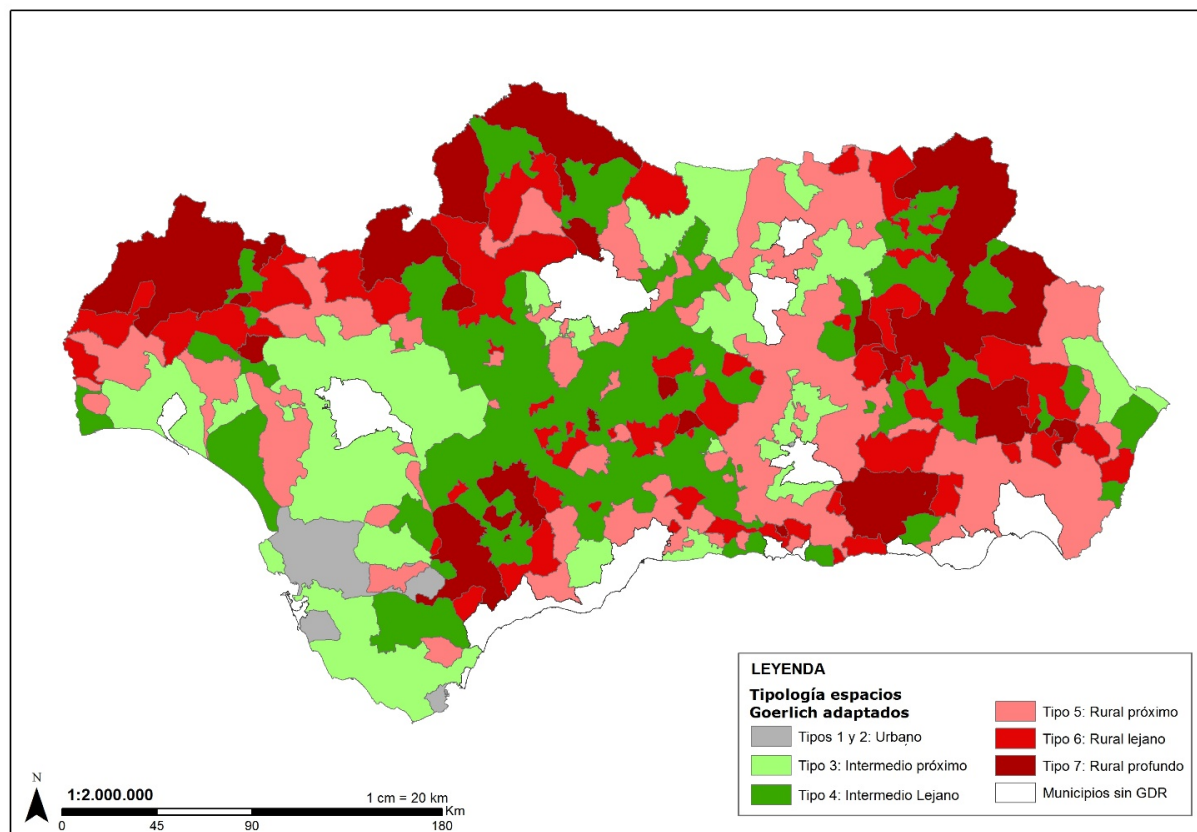 LEYENDA
Tipología espacios
Goerlich adaptados
Tipos 1 y 2: Urbano
Tipo 3: Intermedio próximo
Tipo 4: Intermedio Lejano
Tipo 5: Rural próximo
Tipo 6: Rural lejano
Tipo 7: Rural profundo
Municipios sin GDR
N
1:2.000.000 1 cm = 20 km
Km
0 45 90 180